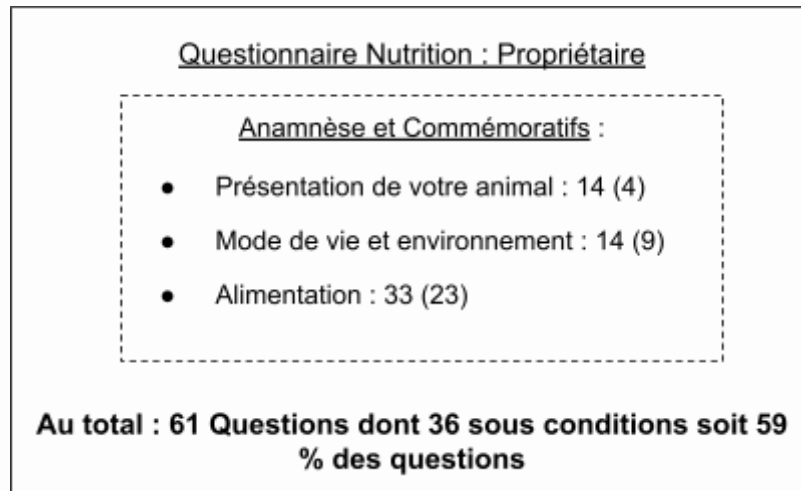 Questionnaire Nutrition : Propriétaire
Anamnèse et Commémoratifs :
● Présentation de votre animal : 14 (4)
● Mode de vie et environnement : 14 (9)
● Alimentation : 33 (23)
Au total : 61 Questions dont 36 sous conditions soit 59
% des questions